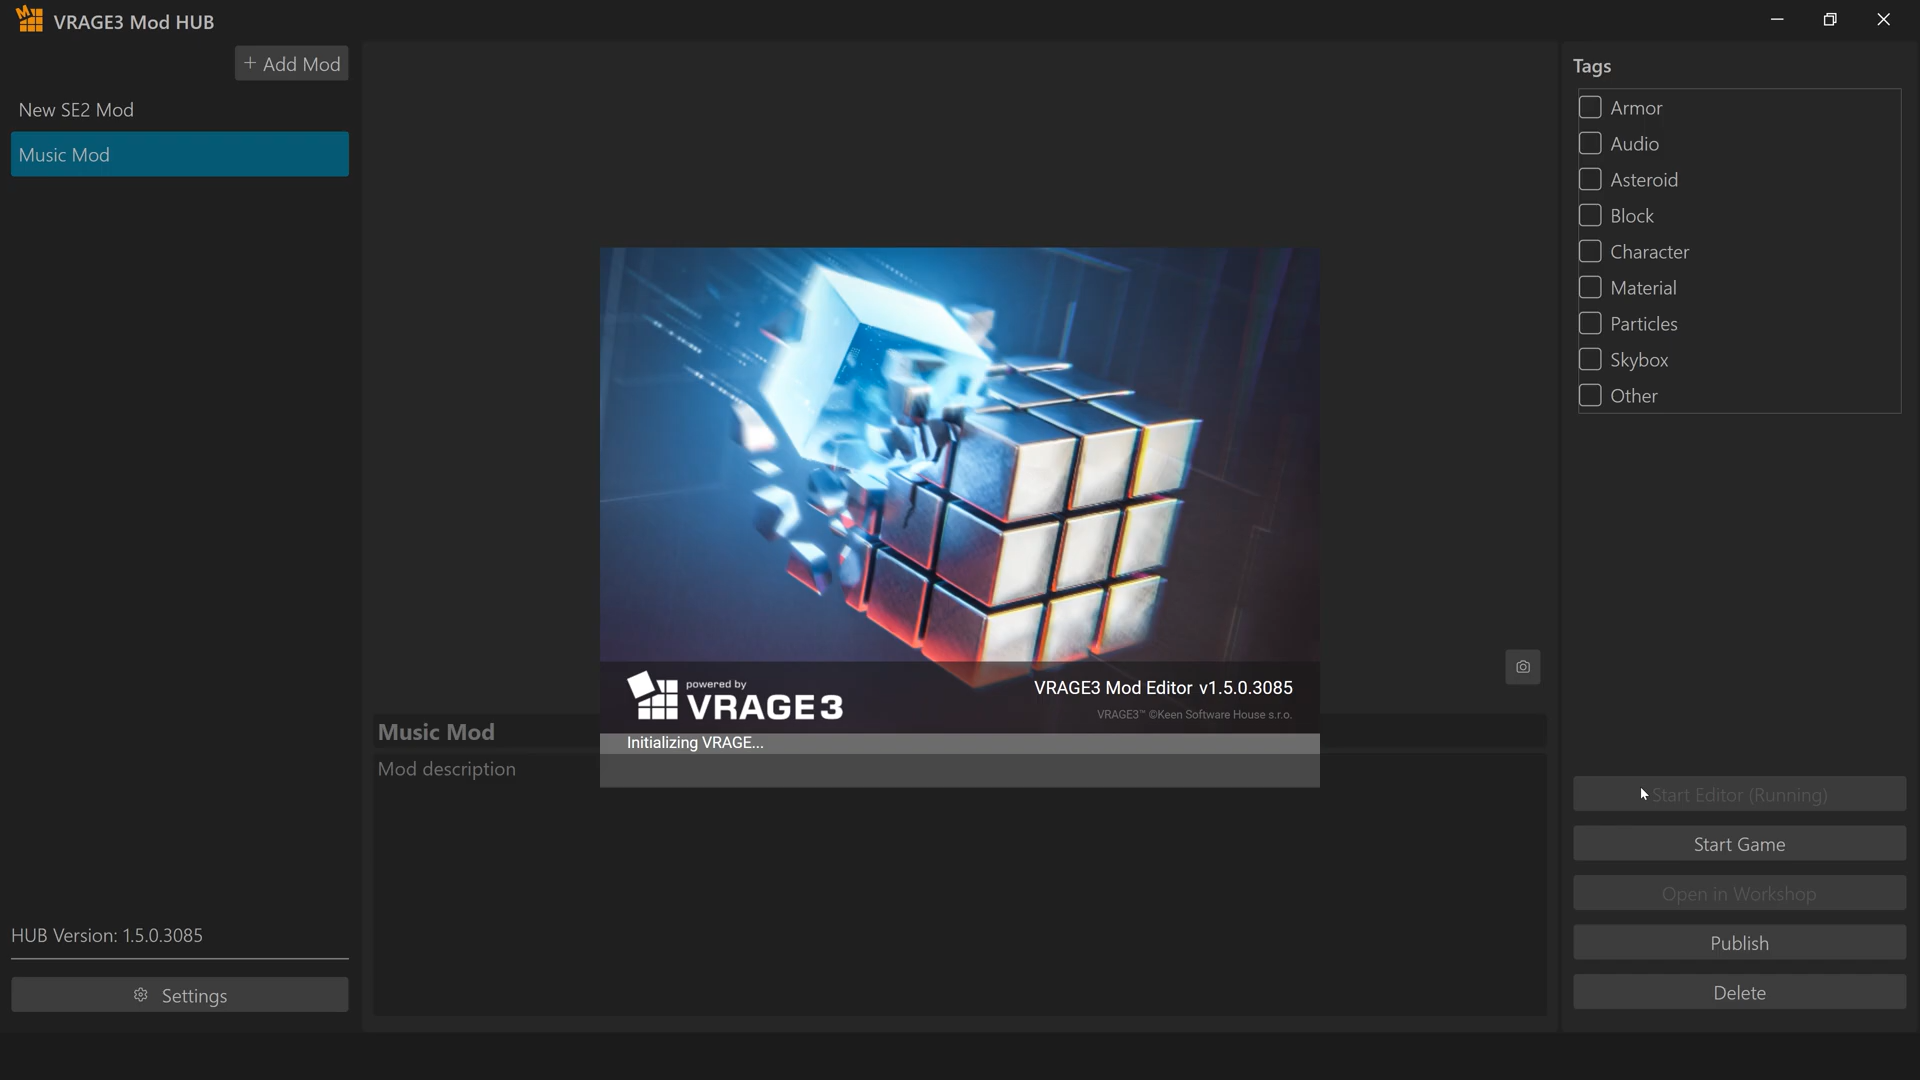 VRAGE3 Mod HUB
+ Add Mod
New SE2 Mod
Music Mod
HUB Version: 1.5.0.3085
Settings
powered by
VRAGE3
VRAGE3 Mod Editor v1.5.0.3085
VRAGE3™ ©Keen Software House s.r.o.
Initializing VRAGE...
Music Mod
Mod description
Tags
Armor
Audio
Asteroid
Block
Character
Material
Particles
Skybox
Other
Start Editor (Running)
Start Game
Open in Workshop
Publish
Delete